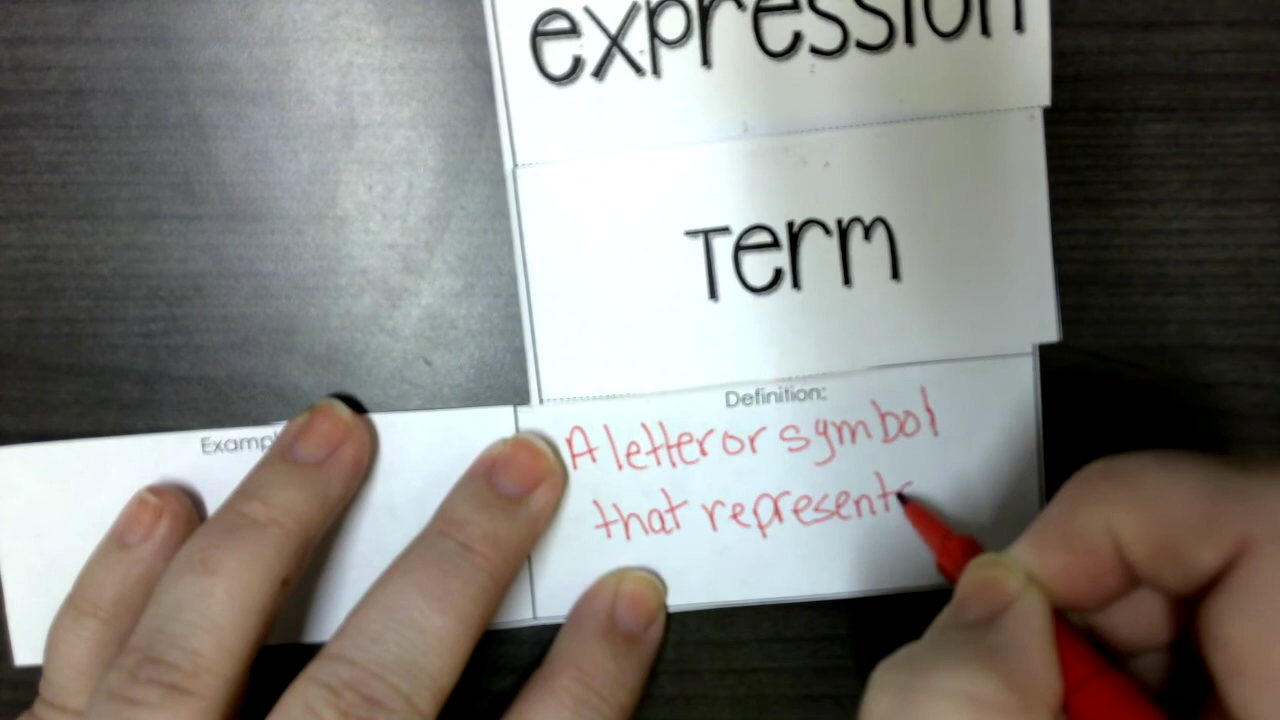 expression
Term
Definition:
A letter or symbol
that represents